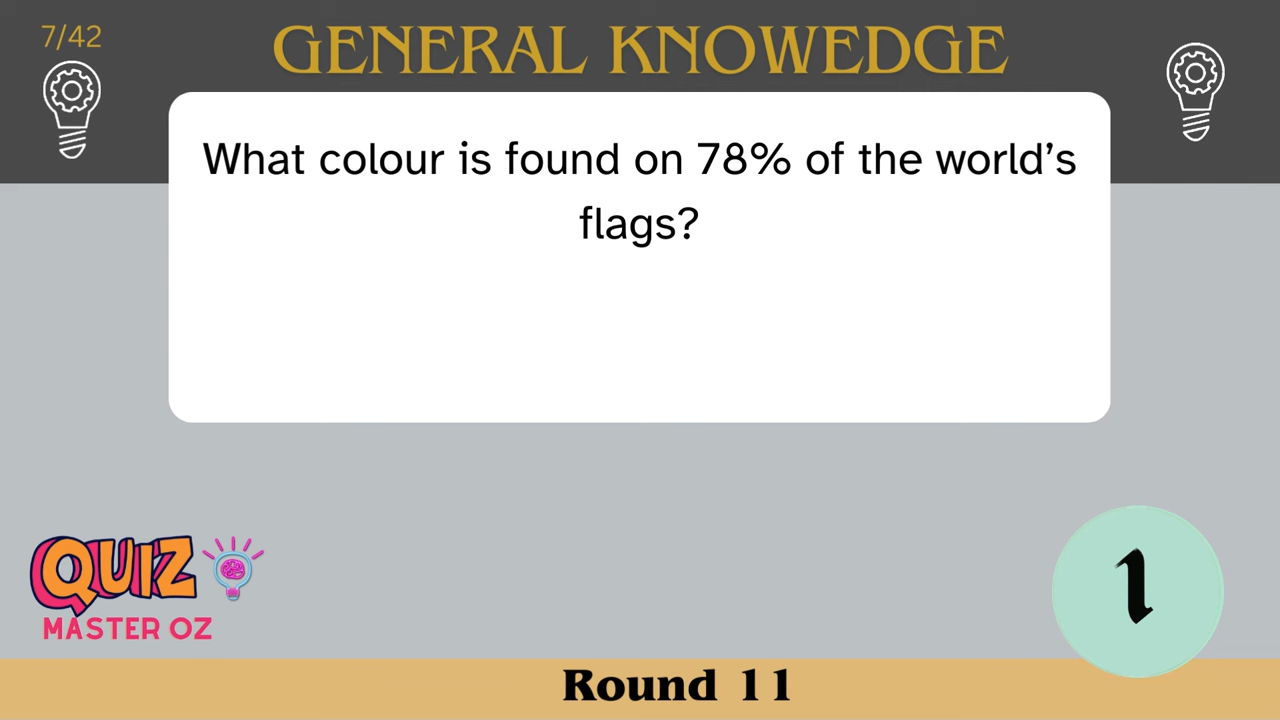 7/42
GENERAL KNOWEDGE
What colour is found on 78% of the world’s
flags?
QUIZ
MASTER OZ
1
Round 11